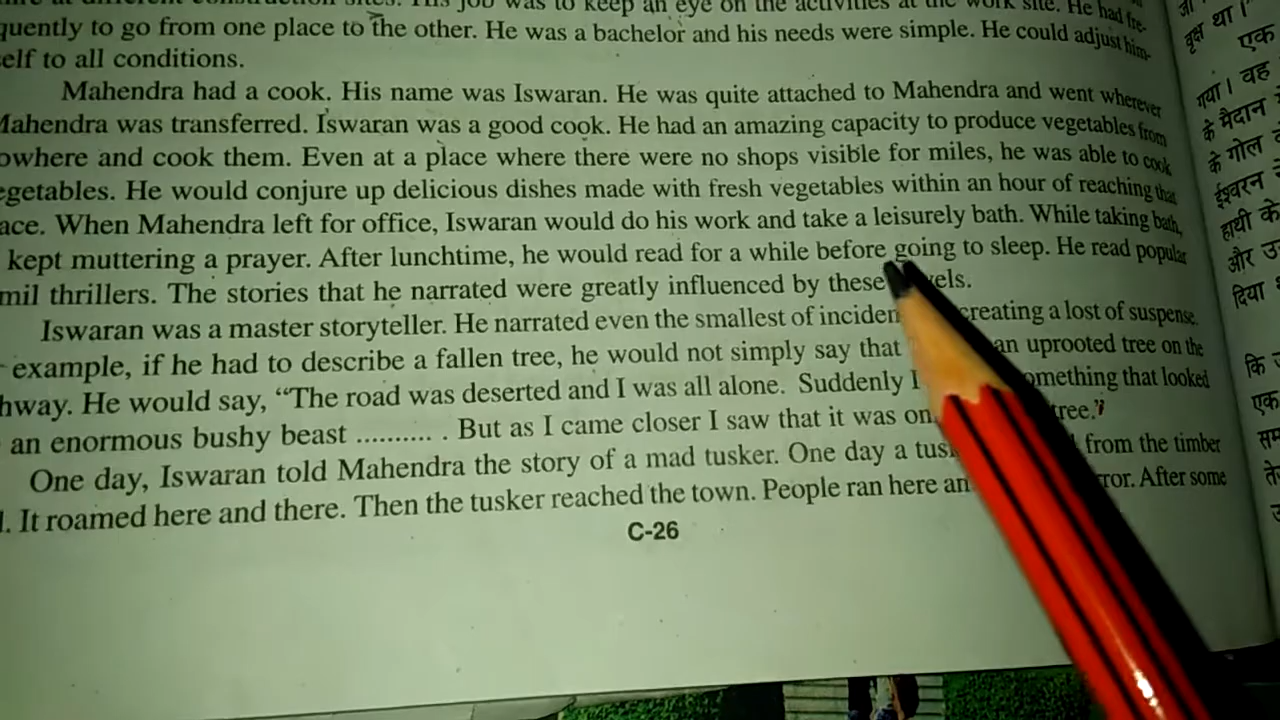 His job was to keep an eye on the activities at the work site. He had fre-
quently to go from one place to the other. He was a bachelor and his needs were simple. He could adjust him-
elf to all conditions.
Mahendra had a cook. His name was Iswaran. He was quite attached to Mahendra and went wherever
Mahendra was transferred. Iswaran was a good cook. He had an amazing capacity to produce vegetables from
owhere and cook them. Even at a place where there were no shops visible for miles, he was able to cook
egetables. He would conjure up delicious dishes made with fresh vegetables within an hour of reaching that
ace. When Mahendra left for office, Iswaran would do his work and take a leisurely bath. While taking bath,
kept muttering a prayer. After lunchtime, he would read for a while before going to sleep. He read popular
mil thrillers. The stories that he narrated were greatly influenced by these vels.
Iswaran was a master storyteller. He narrated even the smallest of inciden creating a lost of suspense.
example, if he had to describe a fallen tree, he would not simply say that an uprooted tree on the
hway. He would say, “The road was deserted and I was all alone. Suddenly I omething that looked
an enormous bushy beast .......... . But as I came closer I saw that it was on tree.”
One day, Iswaran told Mahendra the story of a mad tusker. One day a tusk from the timber
. It roamed here and there. Then the tusker reached the town. People ran here an ror. After some
C-26
वृक्ष था।”
एक
गया। वह
के मैदान
के गोल
ईश्वरन
हाथी के
और उ
दिया
कि
एक
सम